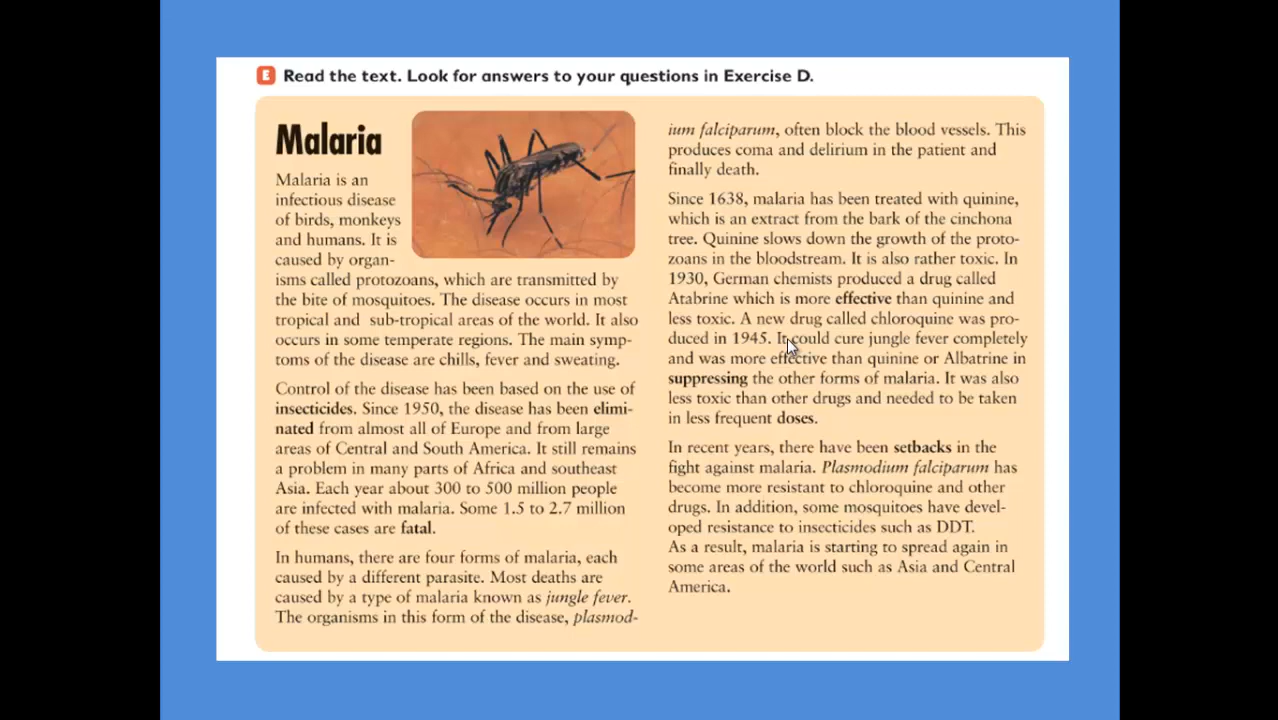 E Read the text. Look for answers to your questions in Exercise D.
Malaria
Malaria is an
infectious disease
of birds, monkeys
and humans. It is
caused by organ-
isms called protozoans, which are transmitted by
the bite of mosquitoes. The disease occurs in most
tropical and sub-tropical areas of the world. It also
occurs in some temperate regions. The main symp-
toms of the disease are chills, fever and sweating.
Control of the disease has been based on the use of
insecticides. Since 1950, the disease has been elimi-
nated from almost all of Europe and from large
areas of Central and South America. It still remains
a problem in many parts of Africa and southeast
Asia. Each year about 300 to 500 million people
are infected with malaria. Some 1.5 to 2.7 million
of these cases are fatal.
In humans, there are four forms of malaria, each
caused by a different parasite. Most deaths are
caused by a type of malaria known as jungle fever.
The organisms in this form of the disease, plasmod-
ium falciparum, often block the blood vessels. This
produces coma and delirium in the patient and
finally death.
Since 1638, malaria has been treated with quinine,
which is an extract from the bark of the cinchona
tree. Quinine slows down the growth of the proto-
zoans in the bloodstream. It is also rather toxic. In
1930, German chemists produced a drug called
Atabrine which is more effective than quinine and
less toxic. A new drug called chloroquine was pro-
duced in 1945. It could cure jungle fever completely
and was more effective than quinine or Albatrine in
suppressing the other forms of malaria. It was also
less toxic than other drugs and needed to be taken
in less frequent doses.
In recent years, there have been setbacks in the
fight against malaria. Plasmodium falciparum has
become more resistant to chloroquine and other
drugs. In addition, some mosquitoes have devel-
oped resistance to insecticides such as DDT.
As a result, malaria is starting to spread again in
some areas of the world such as Asia and Central
America.